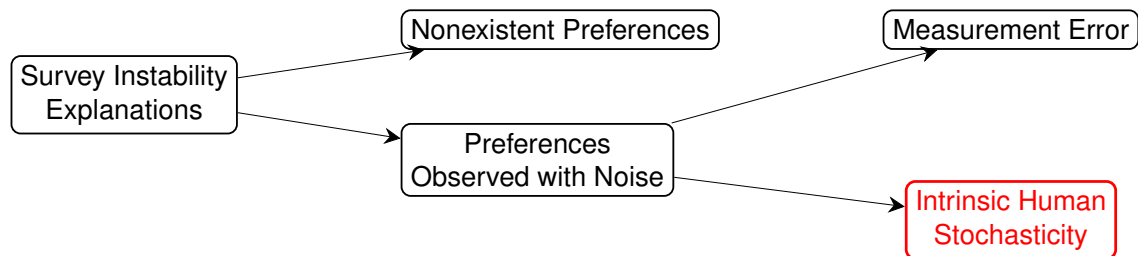 Survey Instability
Explanations
Nonexistent Preferences
Preferences
Observed with Noise
Measurement Error
Intrinsic Human
Stochasticity